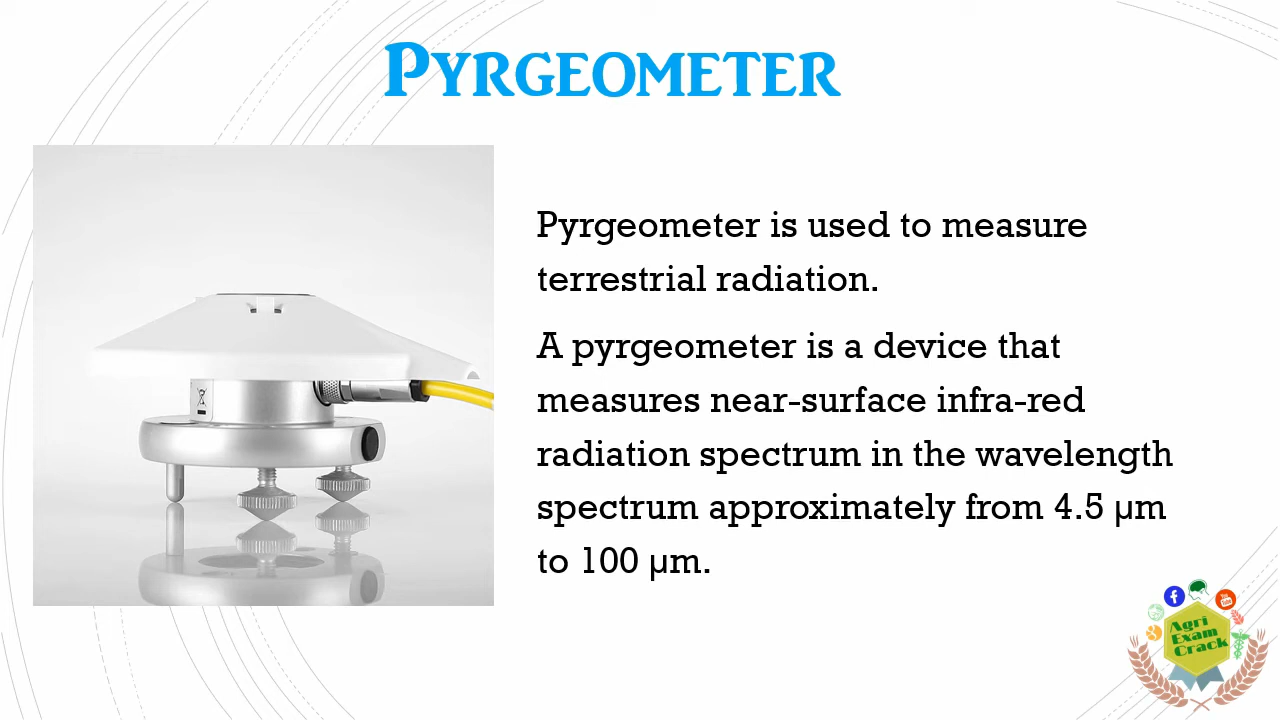 PYRGEOMETER
Pyrgeometer is used to measure
terrestrial radiation.
A pyrgeometer is a device that
measures near-surface infra-red
radiation spectrum in the wavelength
spectrum approximately from 4.5 µm
to 100 µm.
Agri
Exam
Crack